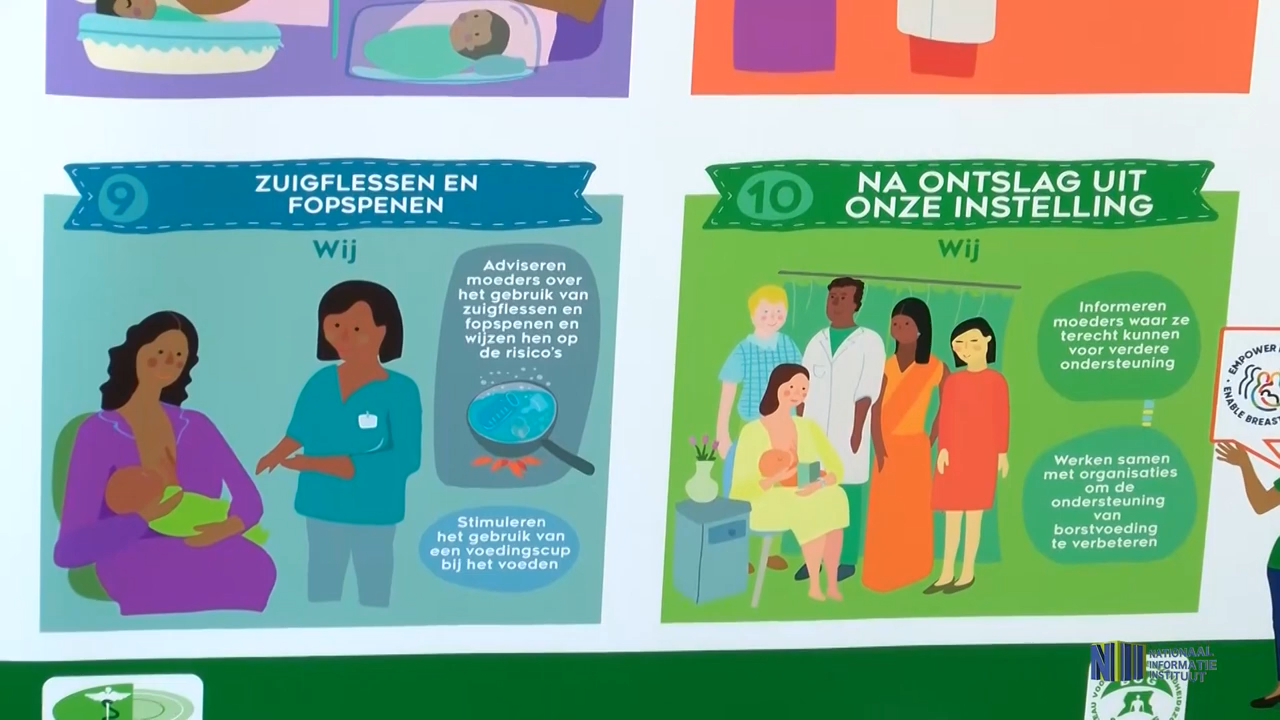 9
ZUIGFLESSEN EN
FOPSPENEN
Wij
Adviseren
moeders over
het gebruik van
zuigflessen en
fopspenen en
wijzen hen op
de risico's
Stimuleren
het gebruik van
een voedingscup
bij het voeden
10
NA ONTSLAG UIT
ONZE INSTELLING
Wij
Informeren
moeders waar ze
terecht kunnen
voor verdere
ondersteuning
Werken samen
met organisaties
om de
ondersteuning
van
borstvoeding
te verbeteren
EMPOWER
ENABLE
NATIONAAL
INFORMATIE
INSTITUUT